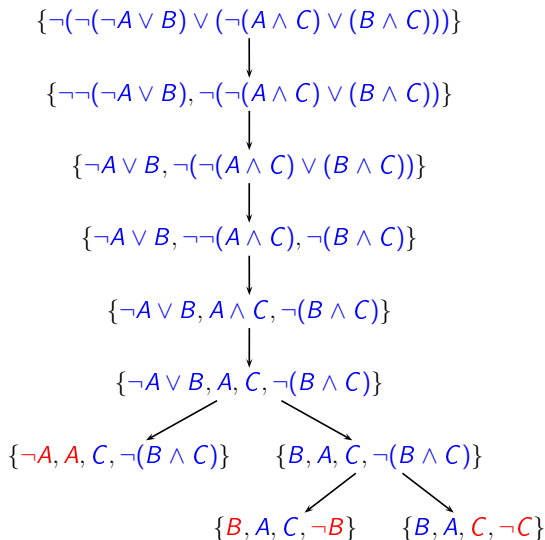 {¬(¬(¬A ∨ B) ∨ (¬(A ∧ C) ∨ (B ∧ C)))}
{¬¬(¬A ∨ B), ¬(¬(A ∧ C) ∨ (B ∧ C))}
{¬A ∨ B, ¬(¬(A ∧ C) ∨ (B ∧ C))}
{¬A ∨ B, ¬¬(A ∧ C), ¬(B ∧ C)}
{¬A ∨ B, A ∧ C, ¬(B ∧ C)}
{¬A ∨ B, A, C, ¬(B ∧ C)}
{¬A, A, C, ¬(B ∧ C)} {B, A, C, ¬(B ∧ C)}
{B, A, C, ¬B} {B, A, C, ¬C}